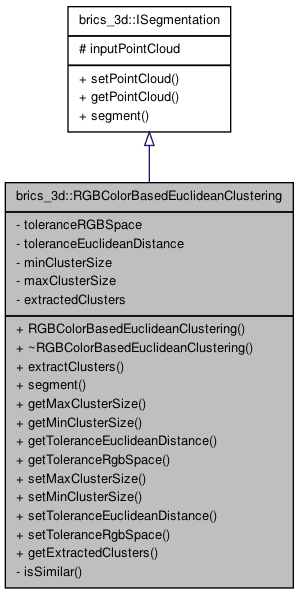 brics_3d::ISegmentation
# inputPointCloud
+ setPointCloud()
+ getPointCloud()
+ segment()
brics_3d::RGBColorBasedEuclideanClustering
- toleranceRGBSpace
- toleranceEuclideanDistance
- minClusterSize
- maxClusterSize
- extractedClusters
+ RGBColorBasedEuclideanClustering()
+ ~RGBColorBasedEuclideanClustering()
+ extractClusters()
+ segment()
+ getMaxClusterSize()
+ getMinClusterSize()
+ getToleranceEuclideanDistance()
+ getToleranceRgbSpace()
+ setMaxClusterSize()
+ setMinClusterSize()
+ setToleranceEuclideanDistance()
+ setToleranceRgbSpace()
+ getExtractedClusters()
- isSimilar()